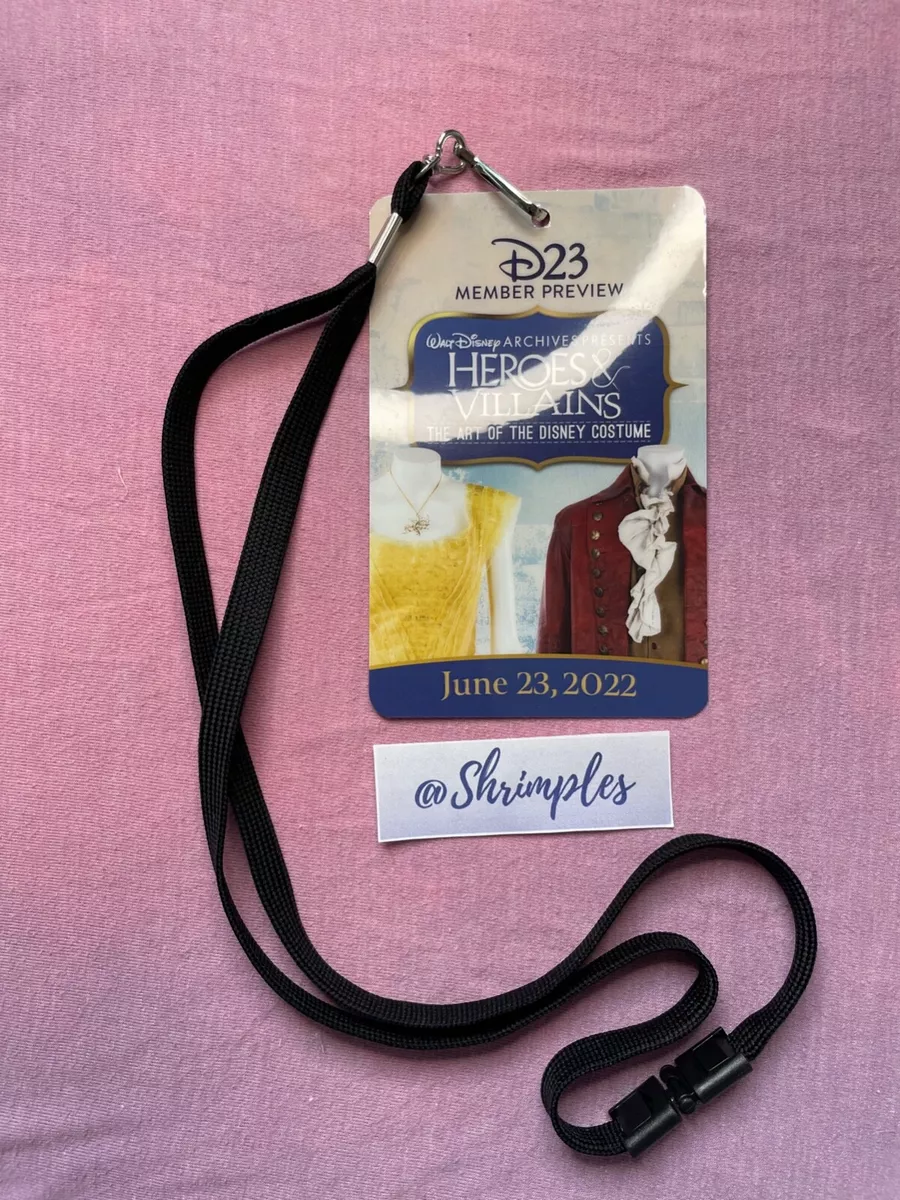 D23
MEMBER PREVIEW
WALT DISNEY ARCHIVES PRESENTS
HEROES &
VILLAINS
THE ART OF THE DISNEY COSTUME
June 23, 2022
@Shrimples